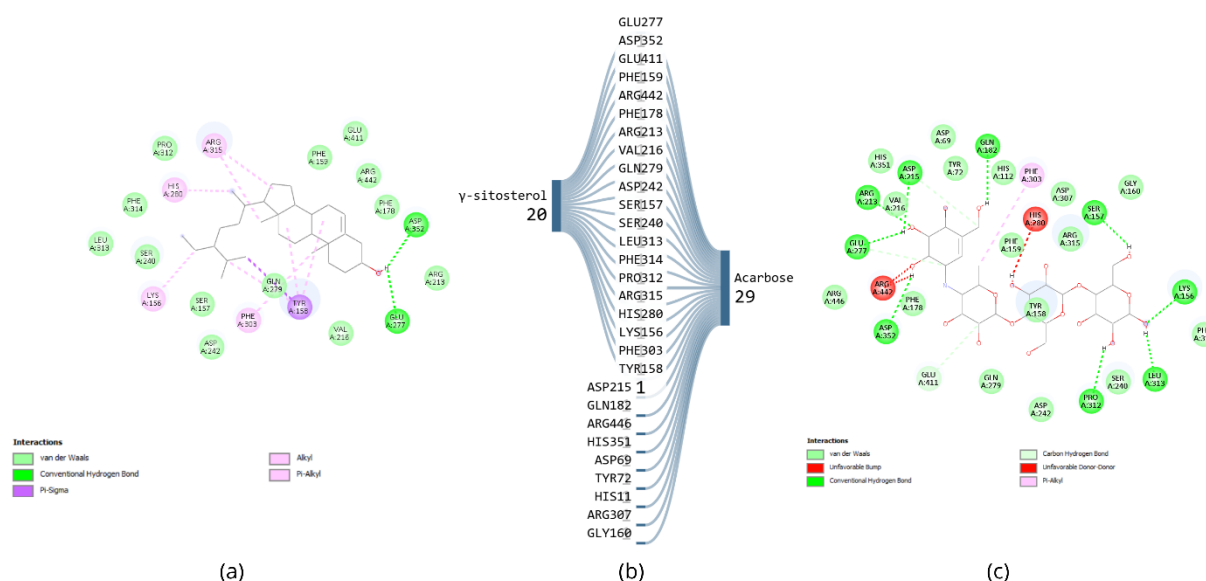 GLU
A:411
PRO
A:312
ARG
A:315
PHE
A:159
ARG
A:442
HIS
A:280
PHE
A:314
PHE
A:178
ASP
A:352
LEU
A:313
SER
A:240
GLN
A:279
ARG
A:213
LYS
A:156
SER
A:157
PHE
A:303
TYR
A:158
GLU
A:277
VAL
A:216
ASP
A:242
Interactions
van der Waals
Conventional Hydrogen Bond
Pi-Sigma
Alkyl
Pi-Alkyl
(a)
GLU277
ASP352
GLU411
PHE159
ARG442
PHE178
ARG213
VAL216
GLN279
ASP242
SER157
SER240
LEU313
PHE314
PRO312
ARG315
HIS280
LYS156
PHE303
TYR158
ASP215
1
GLN182
ARG446
HIS351
ASP69
TYR72
HIS11
ARG307
GLY160
γ-sitosterol
20
Acarbose
29
(b)
ASP
A:69
GLN
A:182
HIS
A:351
ASP
A:215
TYR
A:72
HIS
A:112
PHE
A:303
ARG
A:213
VAL
A:216
ASP
A:307
GLY
A:160
SER
A:157
HIS
A:280
GLU
A:277
PHE
A:159
ARG
A:315
ARG
A:442
ARG
A:446
PHE
A:178
TYR
A:158
LYS
A:156
ASP
A:352
GLU
A:411
GLN
A:279
SER
A:240
LEU
A:313
ASP
A:242
PRO
A:312
H
H
H
H
H
H
H
H
Interactions
van der Waals
Unfavorable Bump
Conventional Hydrogen Bond
Carbon Hydrogen Bond
Unfavorable Donor-Donor
Pi-Alkyl
(c)